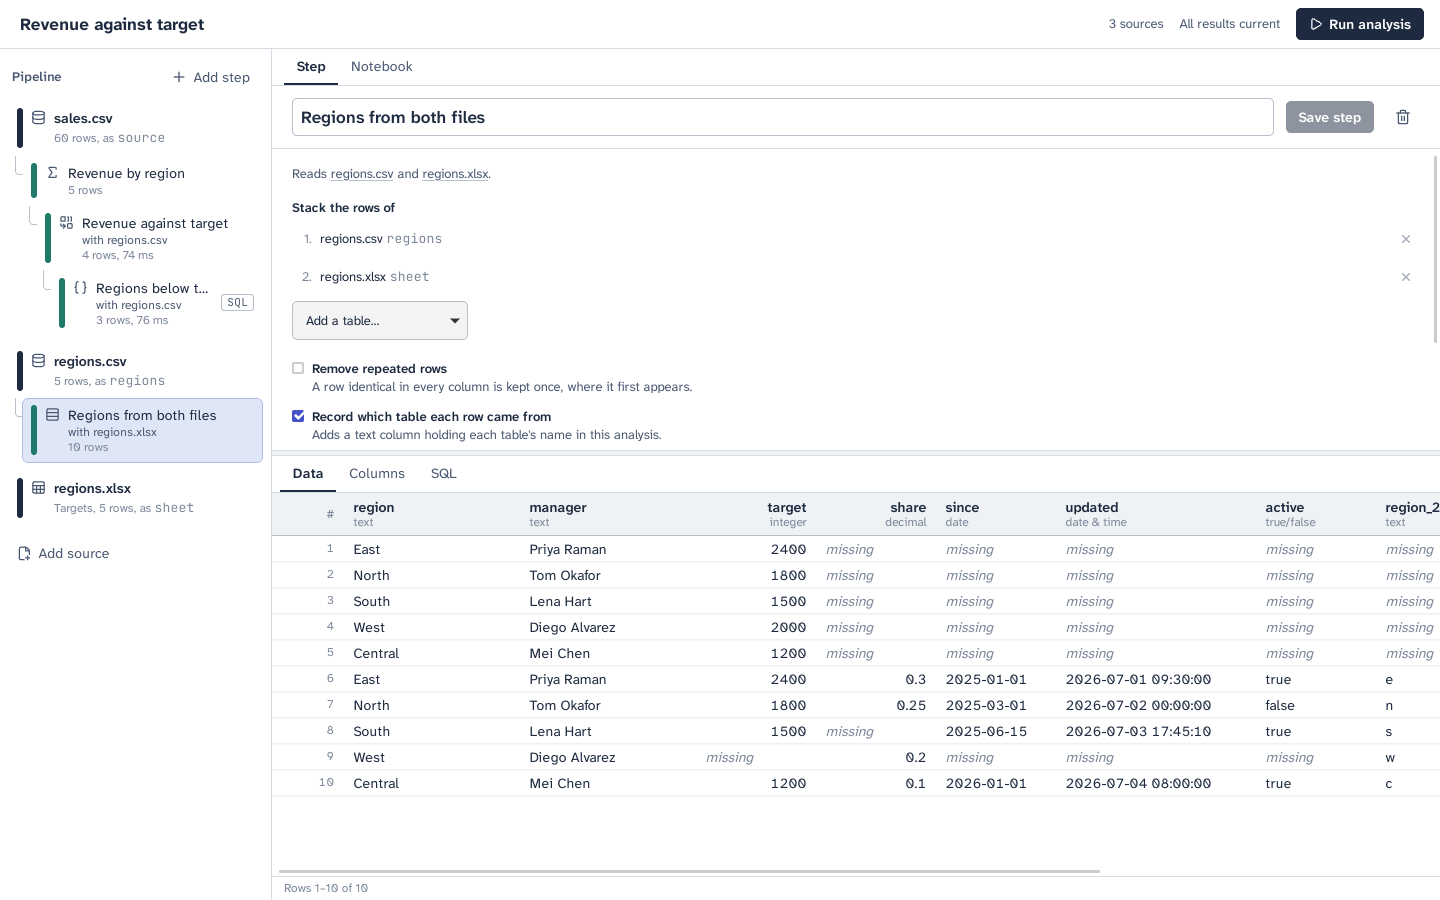 Revenue against target
3 sources
All results current
Run analysis
Pipeline
Add step
sales.csv
60 rows, as source
Revenue by region
5 rows
Revenue against target
with regions.csv
4 rows, 74 ms
Regions below t...
with regions.csv
3 rows, 76 ms
SQL
regions.csv
5 rows, as regions
Regions from both files
with regions.xlsx
10 rows
regions.xlsx
Targets, 5 rows, as sheet
Add source
Step Notebook
Regions from both files
Save step
Reads regions.csv and regions.xlsx.
Stack the rows of
1. regions.csv regions
2. regions.xlsx sheet
Add a table...
Remove repeated rows
A row identical in every column is kept once, where it first appears.
Record which table each row came from
Adds a text column holding each table's name in this analysis.
Data Columns SQL
# region manager target share since updated active region_2
text text integer decimal date date & time true/false text
1 East Priya Raman 2400 missing missing missing missing missing
2 North Tom Okafor 1800 missing missing missing missing missing
3 South Lena Hart 1500 missing missing missing missing missing
4 West Diego Alvarez 2000 missing missing missing missing missing
5 Central Mei Chen 1200 missing missing missing missing missing
6 East Priya Raman 2400 0.3 2025-01-01 2026-07-01 09:30:00 true e
7 North Tom Okafor 1800 0.25 2025-03-01 2026-07-02 00:00:00 false n
8 South Lena Hart 1500 missing 2025-06-15 2026-07-03 17:45:10 true s
9 West Diego Alvarez missing 0.2 missing missing missing w
10 Central Mei Chen 1200 0.1 2026-01-01 2026-07-04 08:00:00 true c
Rows 1–10 of 10